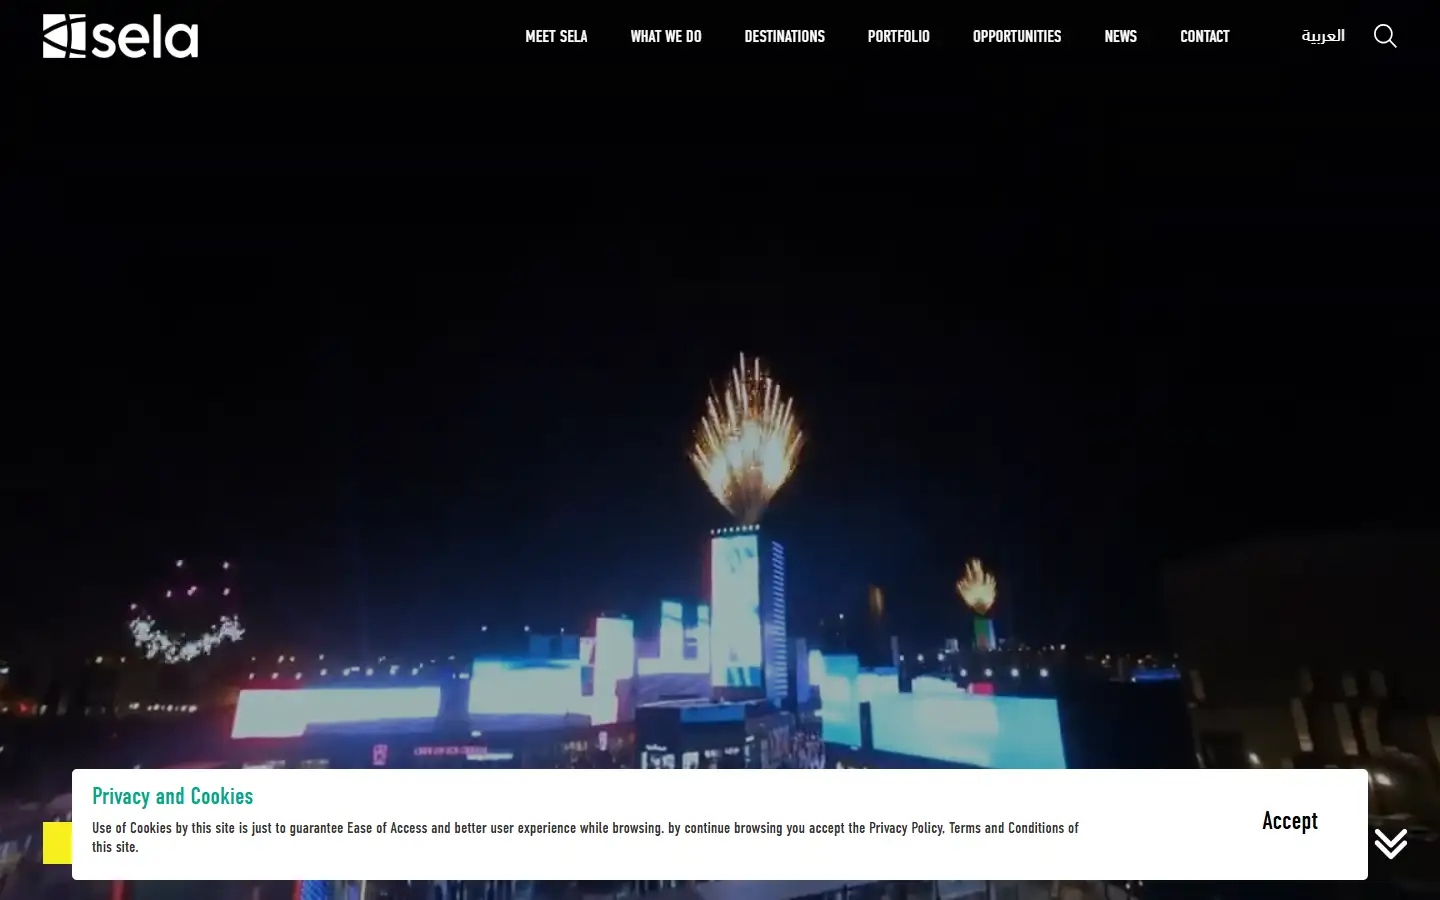 sela
MEET SELA
WHAT WE DO
DESTINATIONS
PORTFOLIO
OPPORTUNITIES
NEWS
CONTACT
العربية
Privacy and Cookies
Use of Cookies by this site is just to guarantee Ease of Access and better user experience while browsing. by continue browsing you accept the Privacy Policy, Terms and Conditions of
this site.
Accept